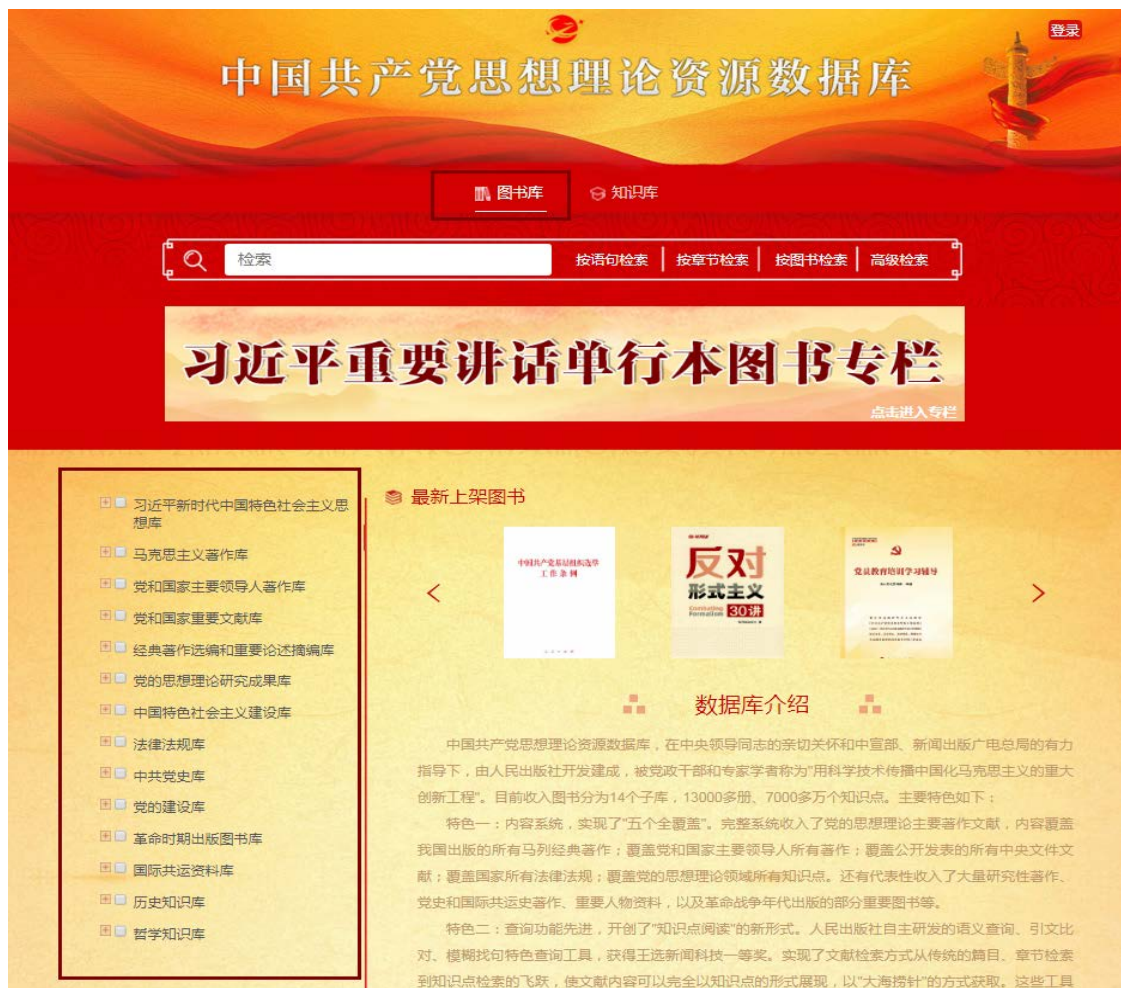 登录
中国共产党思想理论资源数据库
图书库
知识库
检索
按语句检索
按章节检索
按图书检索
高级检索
习近平重要讲话单行本图书专栏
点击进入专栏
习近平新时代中国特色社会主义思
想库
马克思主义著作库
党和国家主要领导人著作库
党和国家重要文献库
经典著作选编和重要论述摘编库
党的思想理论研究成果库
中国特色社会主义建设库
法律法规库
中共党史库
党的建设库
革命时期出版图书库
国际共运资料库
历史知识库
哲学知识库
最新上架图书
中国共产党基层组织选举
工作条例
反对
形式主义
Combating
Formalism 30讲
党员教育培训学习辅导
数据库介绍
中国共产党思想理论资源数据库，在中央领导同志的亲切关怀和中宣部、新闻出版广电总局的有力
指导下，由人民出版社开发建成，被党政干部和专家学者称为"用科学技术传播中国化马克思主义的重大
创新工程"。目前收入图书分为14个子库，13000多册、7000多万个知识点。主要特色如下：
特色一：内容系统，实现了"五个全覆盖"。完整系统收入了党的思想理论主要著作文献，内容覆盖
我国出版的所有马列经典著作；覆盖党和国家主要领导人所有著作；覆盖公开发表的所有中央文件文
献；覆盖国家所有法律法规；覆盖党的思想理论领域所有知识点。还有代表性收入了大量研究性著作、
党史和国际共运史著作、重要人物资料，以及革命战争年代出版的部分重要图书等。
特色二：查询功能先进，开创了"知识点阅读"的新形式。人民出版社自主研发的语义查询、引文比
对、模糊找句特色查询工具，获得王选新闻科技一等奖。实现了文献检索方式从传统的篇目、章节检索
到知识点检索的飞跃，使文献内容可以完全以知识点的形式展现，以"大海捞针"的方式获取。这些工具